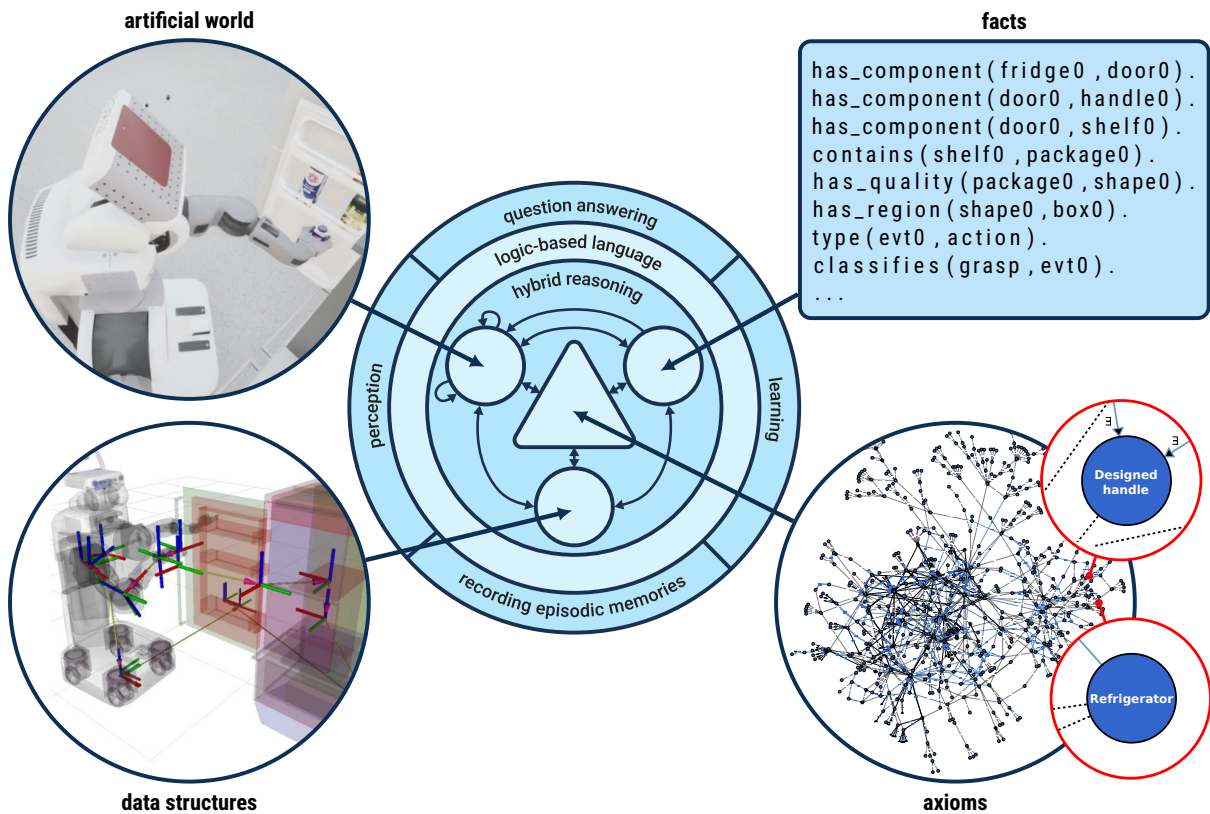 artificial world
facts
has_component(fridge0,door0).
has_component(door0,handle0).
has_component(door0,shelf0).
contains(shelf0,package0).
has_quality(package0,shape0).
has_region(shape0,box0).
type(evt0,action).
classifies(grasp,evt0).
...
question answering
logic-based language
hybrid reasoning
perception
learning
recording episodic memories
∃
∃
Designed
handle
Refrigerator
data structures
axioms